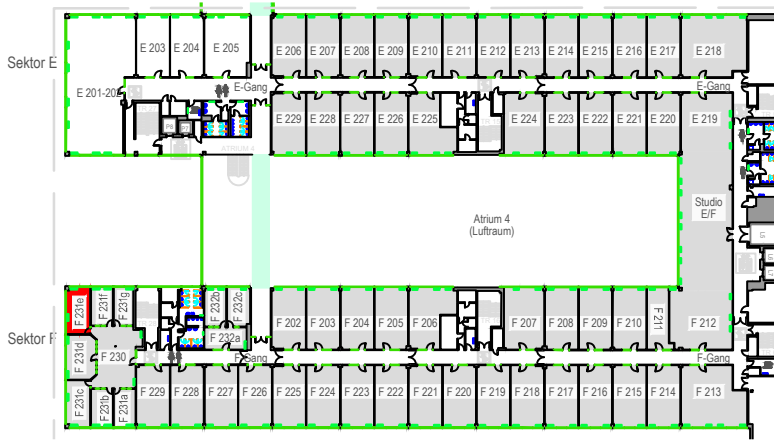 E 203
E 204
E 205
E 206
E 207
E 208
E 209
E 210
E 211
E 212
E 213
E 214
E 215
E 216
E 217
E 218
Sektor E
E 201-202
E-Gang
E-Gang
E 229
E 228
E 227
E 226
E 225
E 224
E 223
E 222
E 221
E 220
E 219
ATRIUM 4
Studio
E/F
Atrium 4
(Luftraum)
F 231e
F 231f
F 231g
F 232b
F 232c
F 202
F 203
F 204
F 205
F 206
F 207
F 208
F 209
F 210
F 211
F 212
Sektor F
F 231d
F 230
F 232a
F-Gang
F-Gang
F 231c
F 231b
F 231a
F 229
F 228
F 227
F 226
F 225
F 224
F 223
F 222
F 221
F 220
F 219
F 218
F 217
F 216
F 215
F 214
F 213